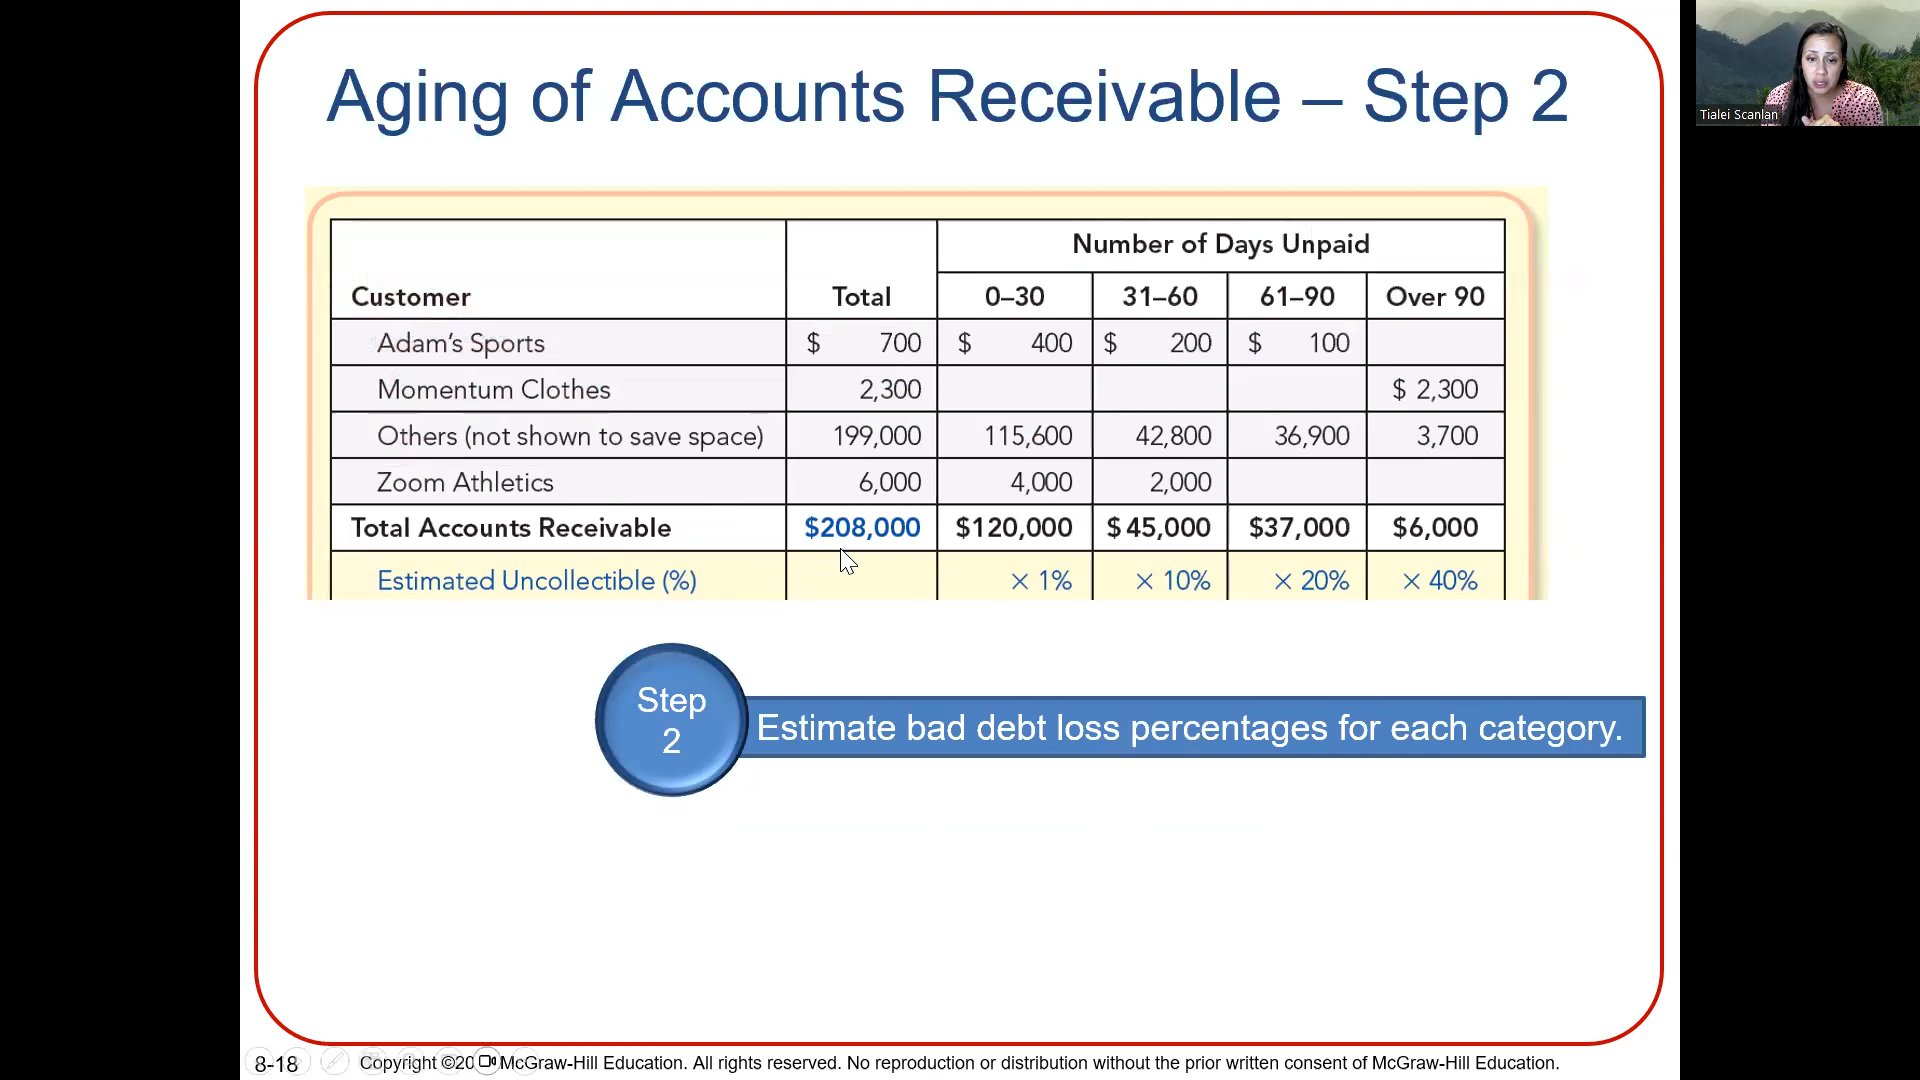 Aging of Accounts Receivable – Step 2
Tialei Scanlan
Number of Days Unpaid
Customer Total 0–30 31–60 61–90 Over 90
Adam's Sports $ 700 $ 400 $ 200 $ 100
Momentum Clothes 2,300 $ 2,300
Others (not shown to save space) 199,000 115,600 42,800 36,900 3,700
Zoom Athletics 6,000 4,000 2,000
Total Accounts Receivable $208,000 $120,000 $45,000 $37,000 $6,000
Estimated Uncollectible (%) × 1% × 10% × 20% × 40%
Step
2
Estimate bad debt loss percentages for each category.
8-18
Copyright McGraw-Hill Education. All rights reserved. No reproduction or distribution without the prior written consent of McGraw-Hill Education.